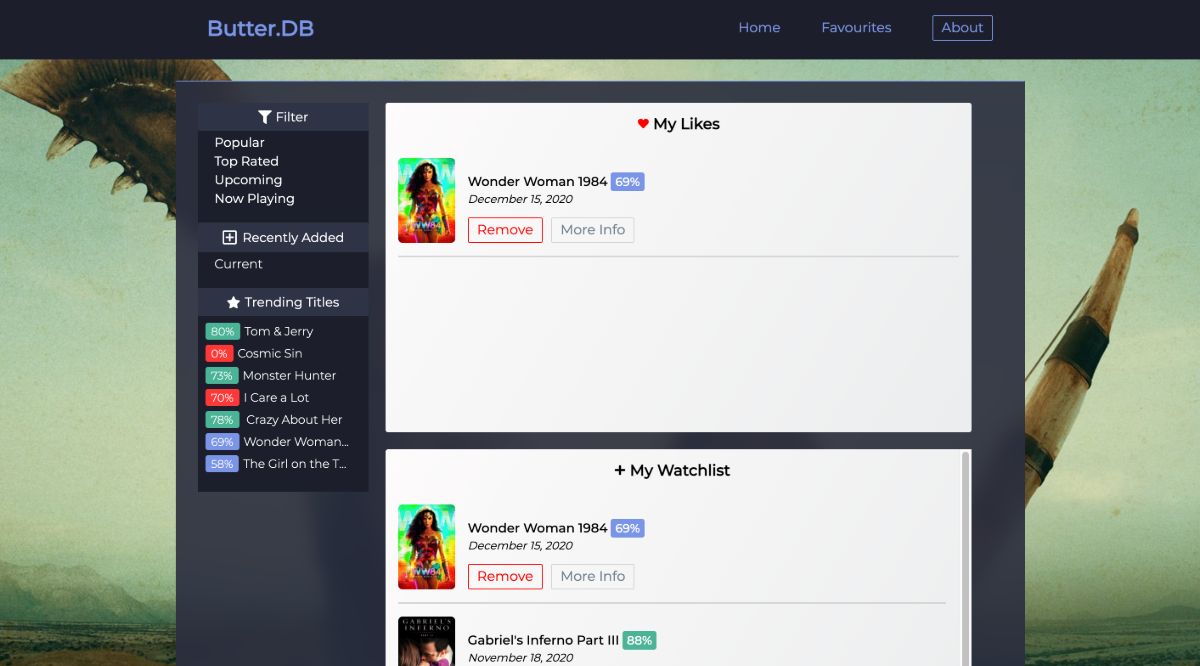 Butter.DB
Home Favourites About
Filter
Popular
Top Rated
Upcoming
Now Playing
Recently Added
Current
Trending Titles
80% Tom & Jerry
0% Cosmic Sin
73% Monster Hunter
70% I Care a Lot
78% Crazy About Her
69% Wonder Woman...
58% The Girl on the T...
My Likes
Wonder Woman 1984 69%
December 15, 2020
Remove More Info
My Watchlist
Wonder Woman 1984 69%
December 15, 2020
Remove More Info
GABRIEL'S
INFERNO
Gabriel's Inferno Part III 88%
November 18, 2020